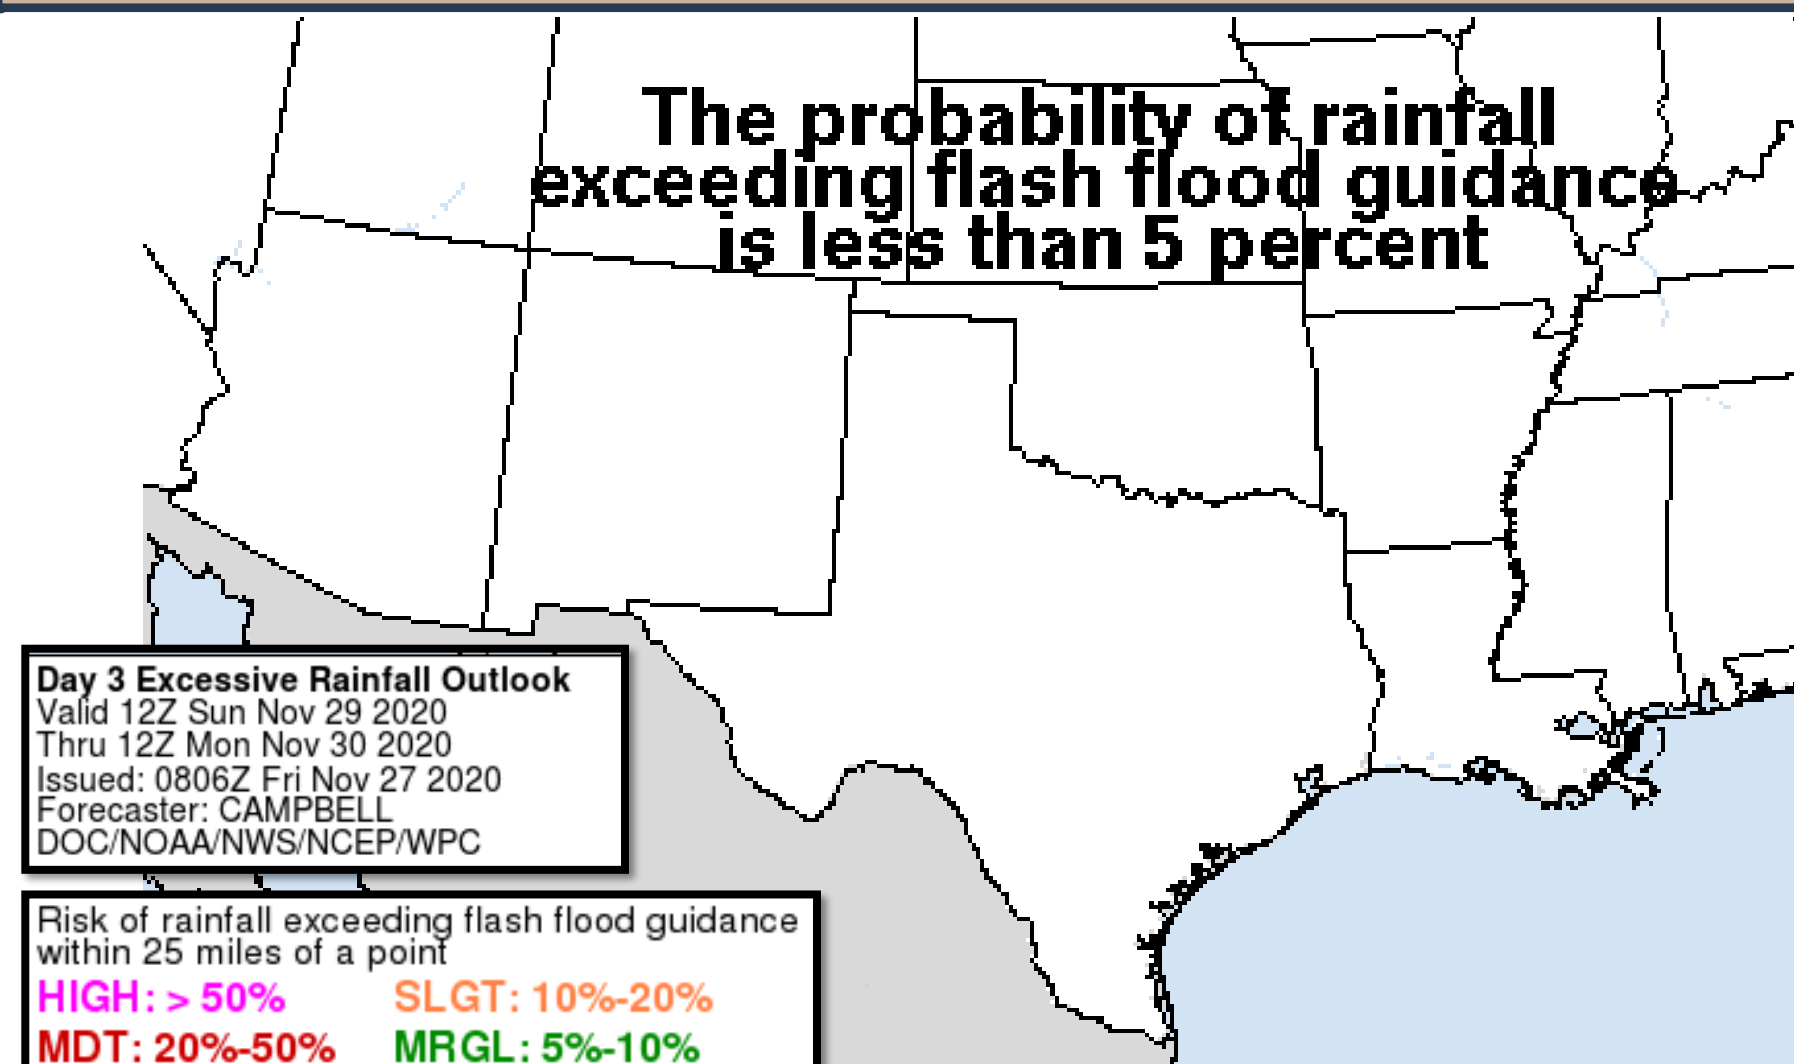 The probability of rainfall
exceeding flash flood guidance
is less than 5 percent
Day 3 Excessive Rainfall Outlook
Valid 12Z Sun Nov 29 2020
Thru 12Z Mon Nov 30 2020
Issued: 0806Z Fri Nov 27 2020
Forecaster: CAMPBELL
DOC/NOAA/NWS/NCEP/WPC
Risk of rainfall exceeding flash flood guidance
within 25 miles of a point
HIGH: > 50% SLGT: 10%-20%
MDT: 20%-50% MRGL: 5%-10%